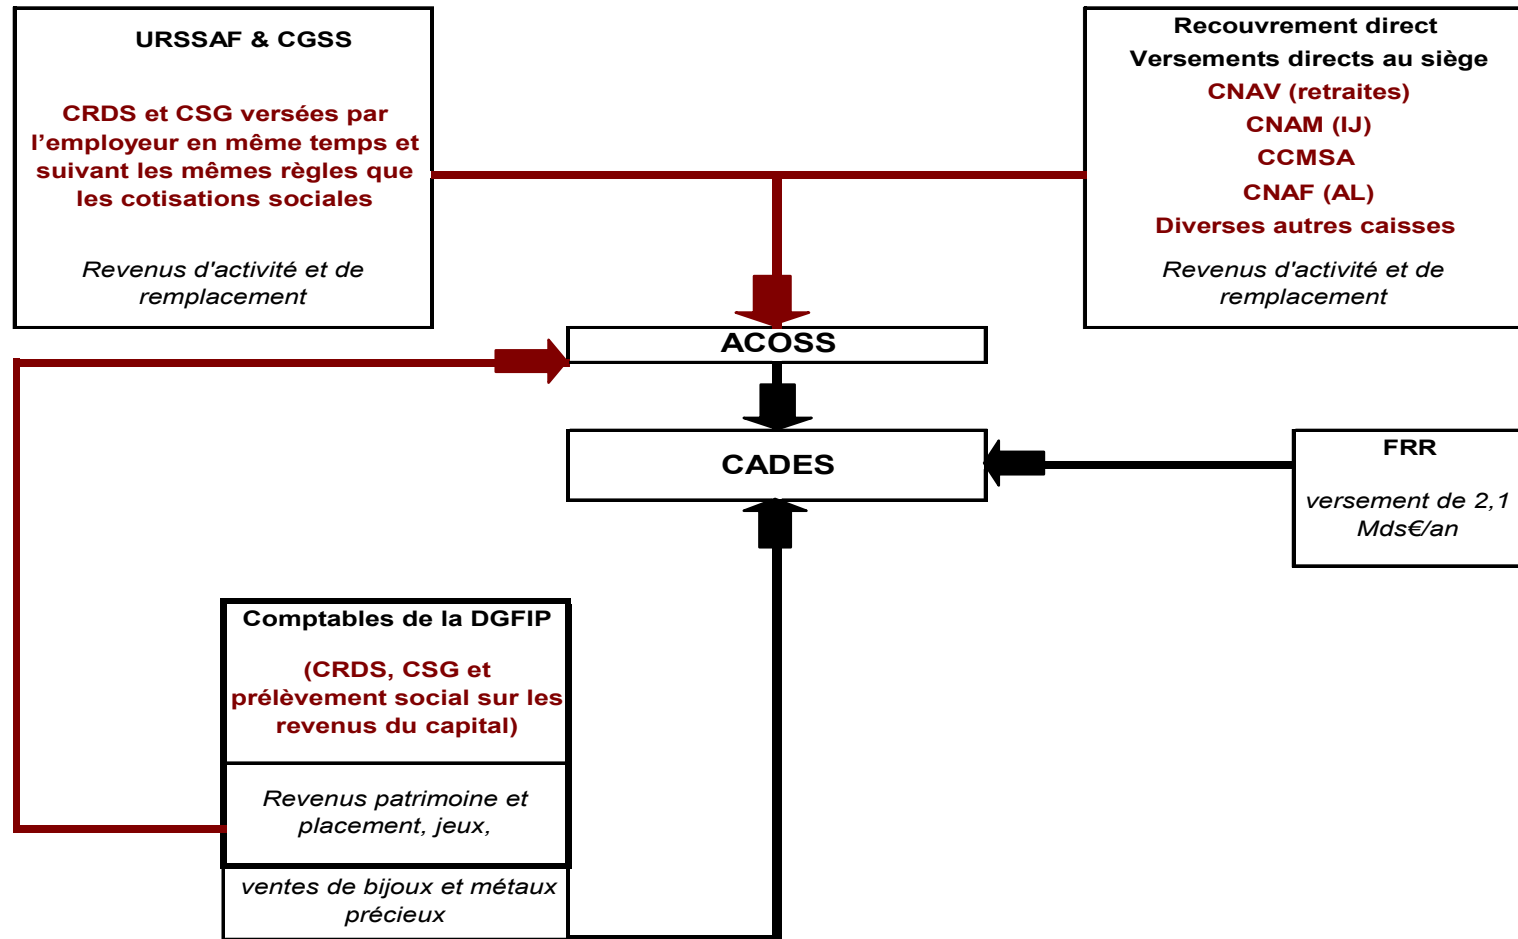 URSSAF & CGSS
CRDS et CSG versées par
l’employeur en même temps et
suivant les mêmes règles que
les cotisations sociales
Revenus d'activité et de
remplacement
Recouvrement direct
Versements directs au siège
CNAV (retraites)
CNAM (IJ)
CCMSA
CNAF (AL)
Diverses autres caisses
Revenus d'activité et de
remplacement
ACOSS
CADES
FRR
versement de 2,1
Mds€/an
Comptables de la DGFIP
(CRDS, CSG et
prélèvement social sur les
revenus du capital)
Revenus patrimoine et
placement, jeux,
ventes de bijoux et métaux
précieux